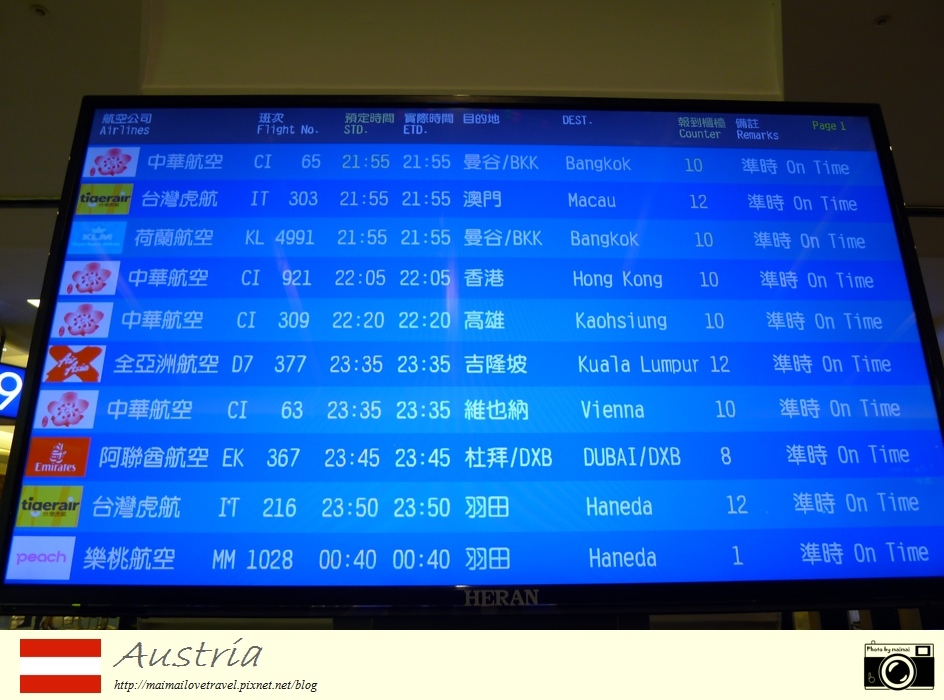 航空公司 班次 預定時間 實際時間 目的地 DEST. 報到櫃檯 備註 Page 1
Airlines Flight No. STD. ETD. Counter Remarks
中華航空 CI 65 21:55 21:55 曼谷/BKK Bangkok 10 準時 On Time
tigerair 台灣虎航 IT 303 21:55 21:55 澳門 Macau 12 準時 On Time
KLM 荷蘭航空 KL 4991 21:55 21:55 曼谷/BKK Bangkok 10 準時 On Time
中華航空 CI 921 22:05 22:05 香港 Hong Kong 10 準時 On Time
中華航空 CI 309 22:20 22:20 高雄 Kaohsiung 10 準時 On Time
Air Asia 全亞洲航空 D7 377 23:35 23:35 吉隆坡 Kuala Lumpur 12 準時 On Time
中華航空 CI 63 23:35 23:35 維也納 Vienna 10 準時 On Time
Emirates 阿聯酋航空 EK 367 23:45 23:45 杜拜/DXB DUBAI/DXB 8 準時 On Time
tigerair 台灣虎航 IT 216 23:50 23:50 羽田 Haneda 12 準時 On Time
peach 樂桃航空 MM 1028 00:40 00:40 羽田 Haneda 1 準時 On Time
9
HERAN
Austria
http://maimailovetravel.pixnet.net/blog
Photo by maimai